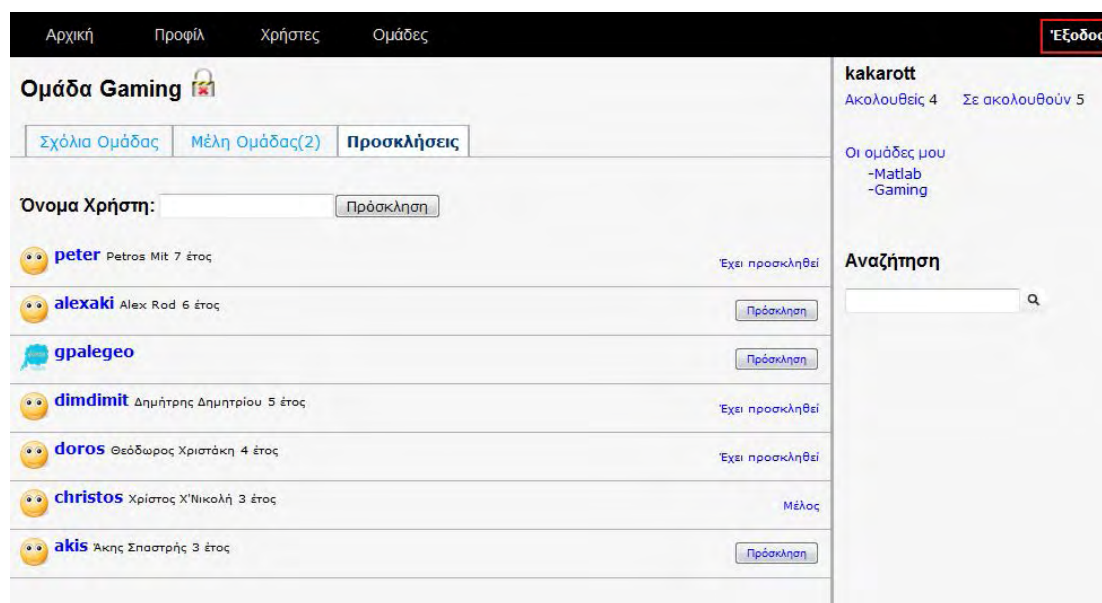 Αρχική Προφίλ Χρήστες Ομάδες Έξοδος
Ομάδα Gaming
Σχόλια Ομάδας Μέλη Ομάδας(2) Προσκλήσεις
Όνομα Χρήστη: Πρόσκληση
peter Petros Mit 7 έτος Έχει προσκληθεί
alexaki Alex Rod 6 έτος Πρόσκληση
gpalegeo Πρόσκληση
dimdimit Δημήτρης Δημητρίου 5 έτος Έχει προσκληθεί
doros Θεόδωρος Χριστάκη 4 έτος Έχει προσκληθεί
christos Χρίστος Χ'Νικολή 3 έτος Μέλος
akis Άκης Σπαστρής 3 έτος Πρόσκληση
kakarott
Ακολουθείς 4 Σε ακολουθούν 5
Οι ομάδες μου
-Matlab
-Gaming
Αναζήτηση